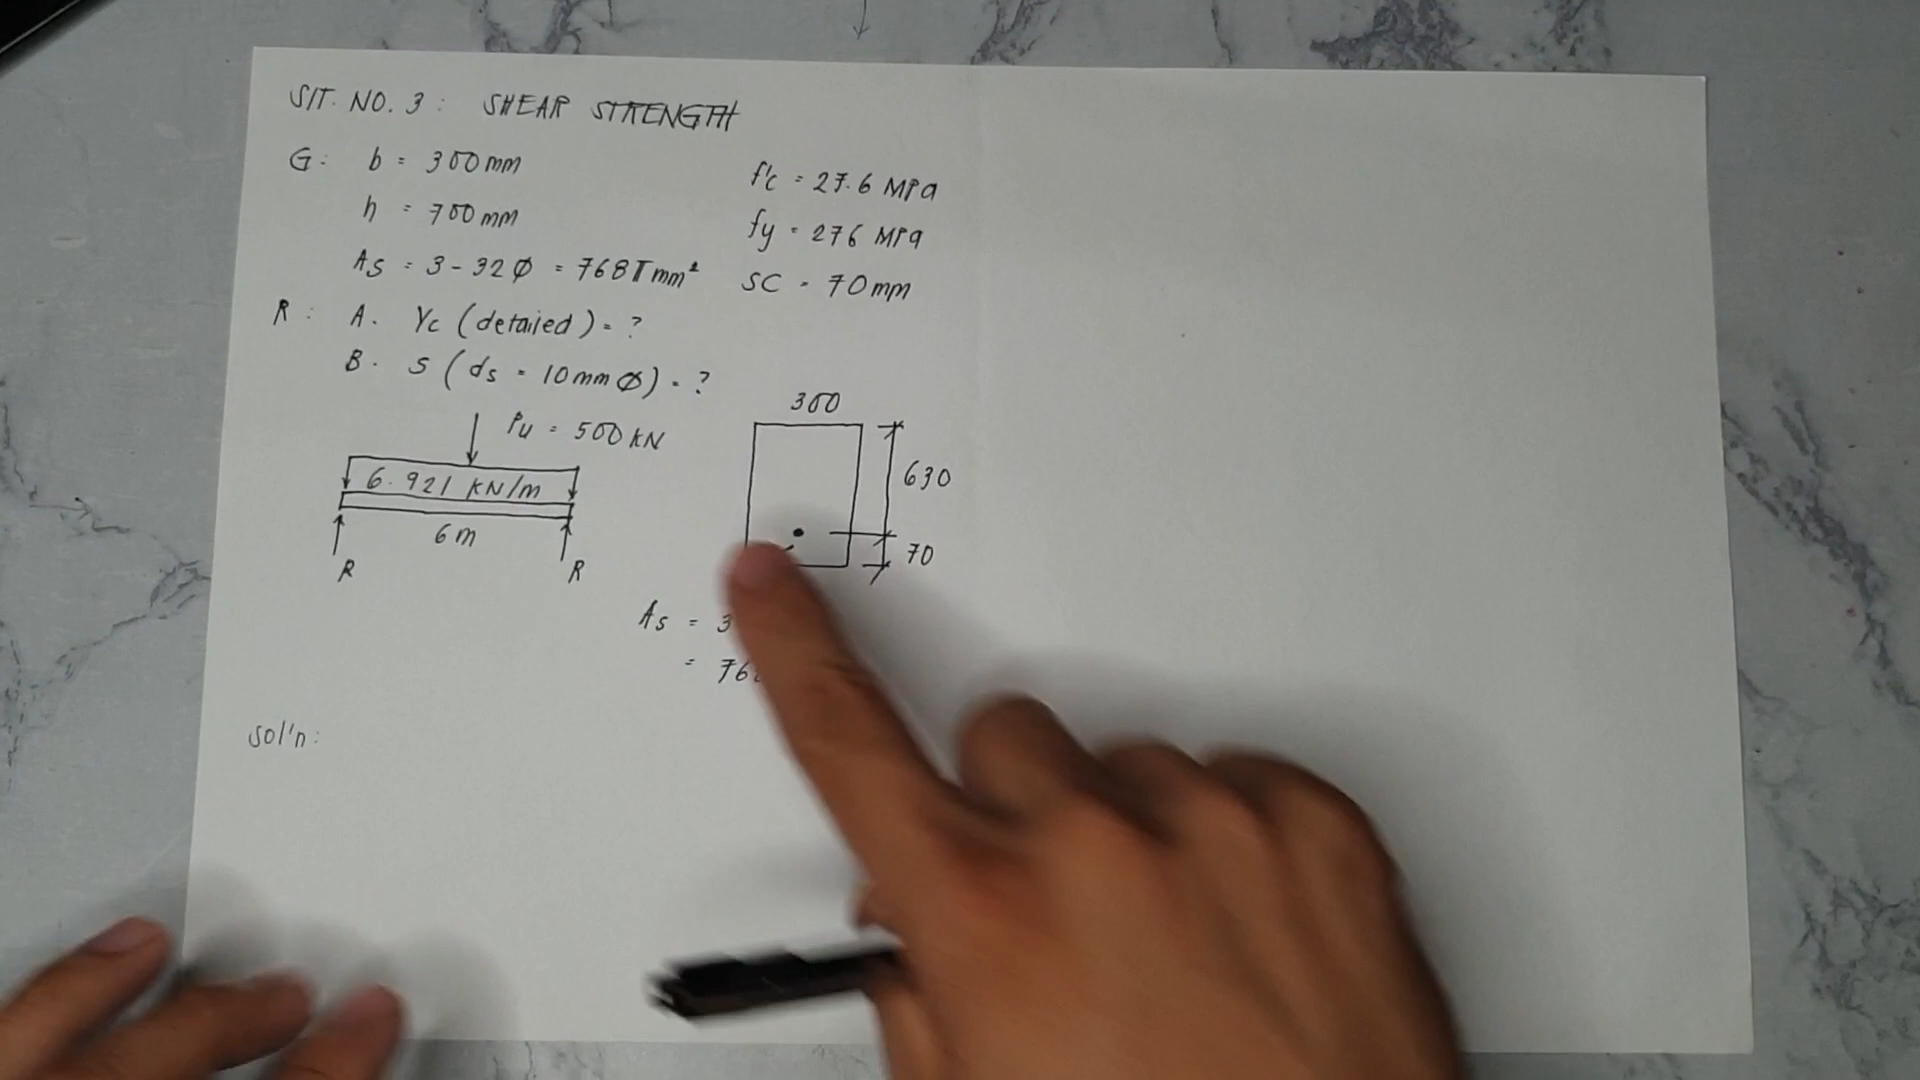 SIT. NO. 3 : SHEAR STRENGTH
G : b = 300 mm
h = 700 mm
As = 3 - 32 Ø = 768π mm²
f'c = 27.6 MPa
fy = 276 MPa
SC = 70 mm
R : A. Vc (detailed) = ?
B. S (ds = 10 mm Ø) = ?
Pu = 500 kN
6.921 kN/m
6 m
R R
300
630
70
As = 3
= 76
sol'n :